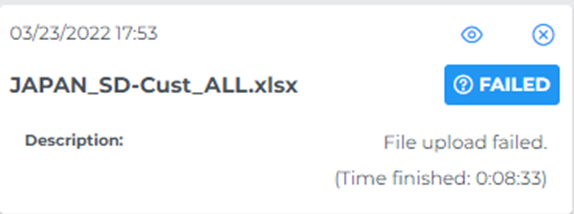 03/23/2022 17:53
JAPAN_SD-Cust_ALL.xlsx
FAILED
Description:
File upload failed.
(Time finished: 0:08:33)